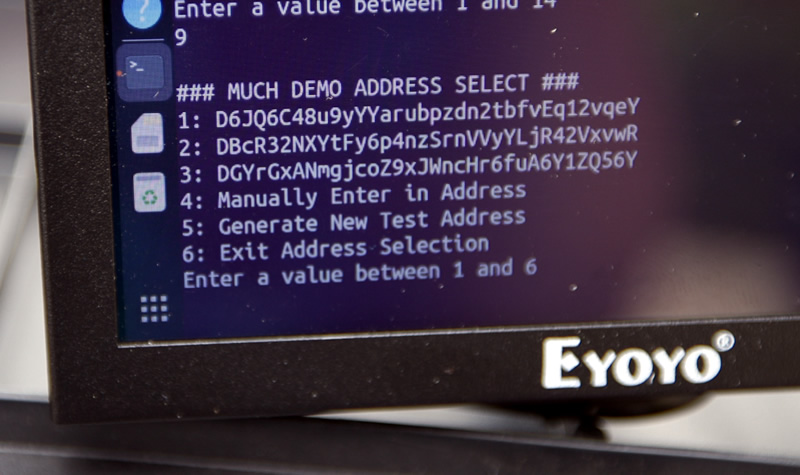 Enter a value between 1 and 14
9
### MUCH DEMO ADDRESS SELECT ###
1: D6JQ6C48u9yYYarubpzdn2tbfvEq12vqeY
2: DBcR32NXYtFy6p4nzSrnVVyYLjR42VxvwR
3: DGYrGxANmgjcoZ9xJWncHr6fuA6Y1ZQ56Y
4: Manually Enter in Address
5: Generate New Test Address
6: Exit Address Selection
Enter a value between 1 and 6
EYOYO®